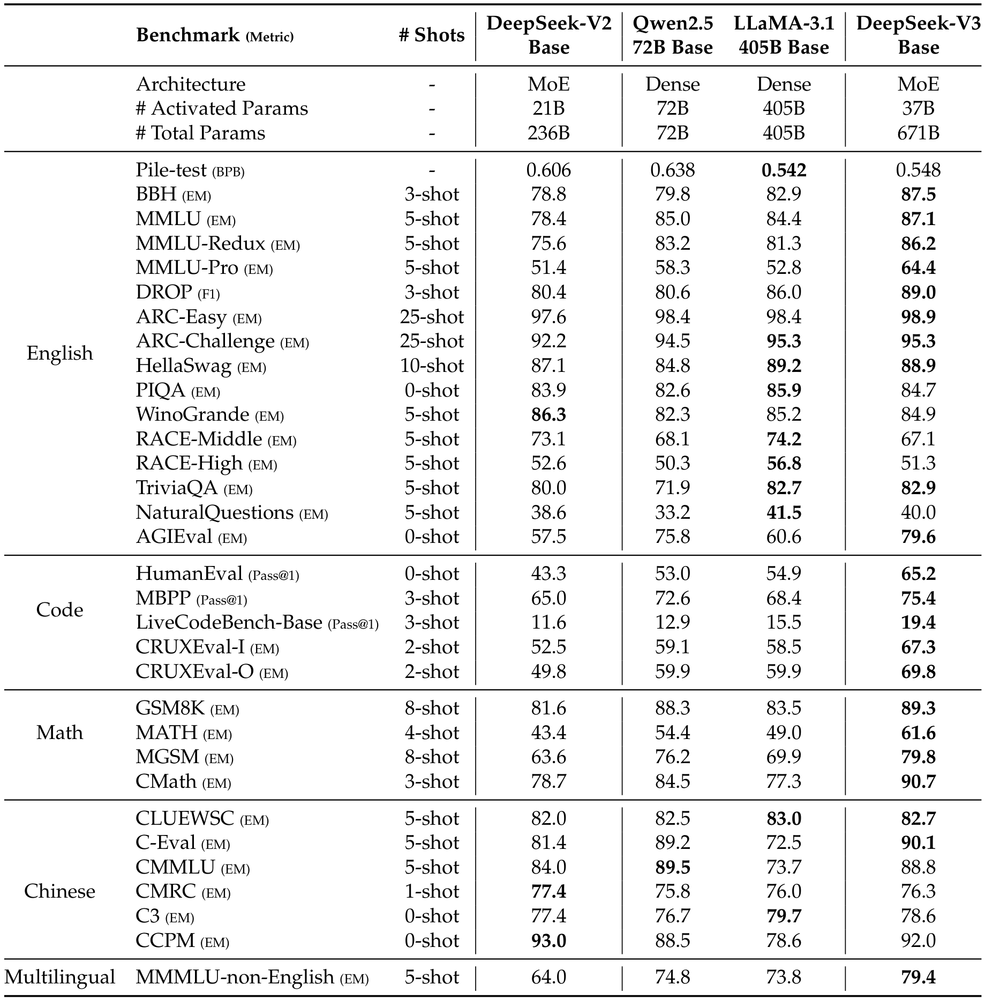 Benchmark (Metric) # Shots DeepSeek-V2 Base Qwen2.5 72B Base LLaMA-3.1 405B Base DeepSeek-V3 Base
Architecture - MoE Dense Dense MoE
# Activated Params - 21B 72B 405B 37B
# Total Params - 236B 72B 405B 671B
English
Pile-test (BPB) - 0.606 0.638 0.542 0.548
BBH (EM) 3-shot 78.8 79.8 82.9 87.5
MMLU (EM) 5-shot 78.4 85.0 84.4 87.1
MMLU-Redux (EM) 5-shot 75.6 83.2 81.3 86.2
MMLU-Pro (EM) 5-shot 51.4 58.3 52.8 64.4
DROP (F1) 3-shot 80.4 80.6 86.0 89.0
ARC-Easy (EM) 25-shot 97.6 98.4 98.4 98.9
ARC-Challenge (EM) 25-shot 92.2 94.5 95.3 95.3
HellaSwag (EM) 10-shot 87.1 84.8 89.2 88.9
PIQA (EM) 0-shot 83.9 82.6 85.9 84.7
WinoGrande (EM) 5-shot 86.3 82.3 85.2 84.9
RACE-Middle (EM) 5-shot 73.1 68.1 74.2 67.1
RACE-High (EM) 5-shot 52.6 50.3 56.8 51.3
TriviaQA (EM) 5-shot 80.0 71.9 82.7 82.9
NaturalQuestions (EM) 5-shot 38.6 33.2 41.5 40.0
AGIEval (EM) 0-shot 57.5 75.8 60.6 79.6
Code
HumanEval (Pass@1) 0-shot 43.3 53.0 54.9 65.2
MBPP (Pass@1) 3-shot 65.0 72.6 68.4 75.4
LiveCodeBench-Base (Pass@1) 3-shot 11.6 12.9 15.5 19.4
CRUXEval-I (EM) 2-shot 52.5 59.1 58.5 67.3
CRUXEval-O (EM) 2-shot 49.8 59.9 59.9 69.8
Math
GSM8K (EM) 8-shot 81.6 88.3 83.5 89.3
MATH (EM) 4-shot 43.4 54.4 49.0 61.6
MGSM (EM) 8-shot 63.6 76.2 69.9 79.8
CMath (EM) 3-shot 78.7 84.5 77.3 90.7
Chinese
CLUEWSC (EM) 5-shot 82.0 82.5 83.0 82.7
C-Eval (EM) 5-shot 81.4 89.2 72.5 90.1
CMMLU (EM) 5-shot 84.0 89.5 73.7 88.8
CMRC (EM) 1-shot 77.4 75.8 76.0 76.3
C3 (EM) 0-shot 77.4 76.7 79.7 78.6
CCPM (EM) 0-shot 93.0 88.5 78.6 92.0
Multilingual MMMLU-non-English (EM) 5-shot 64.0 74.8 73.8 79.4